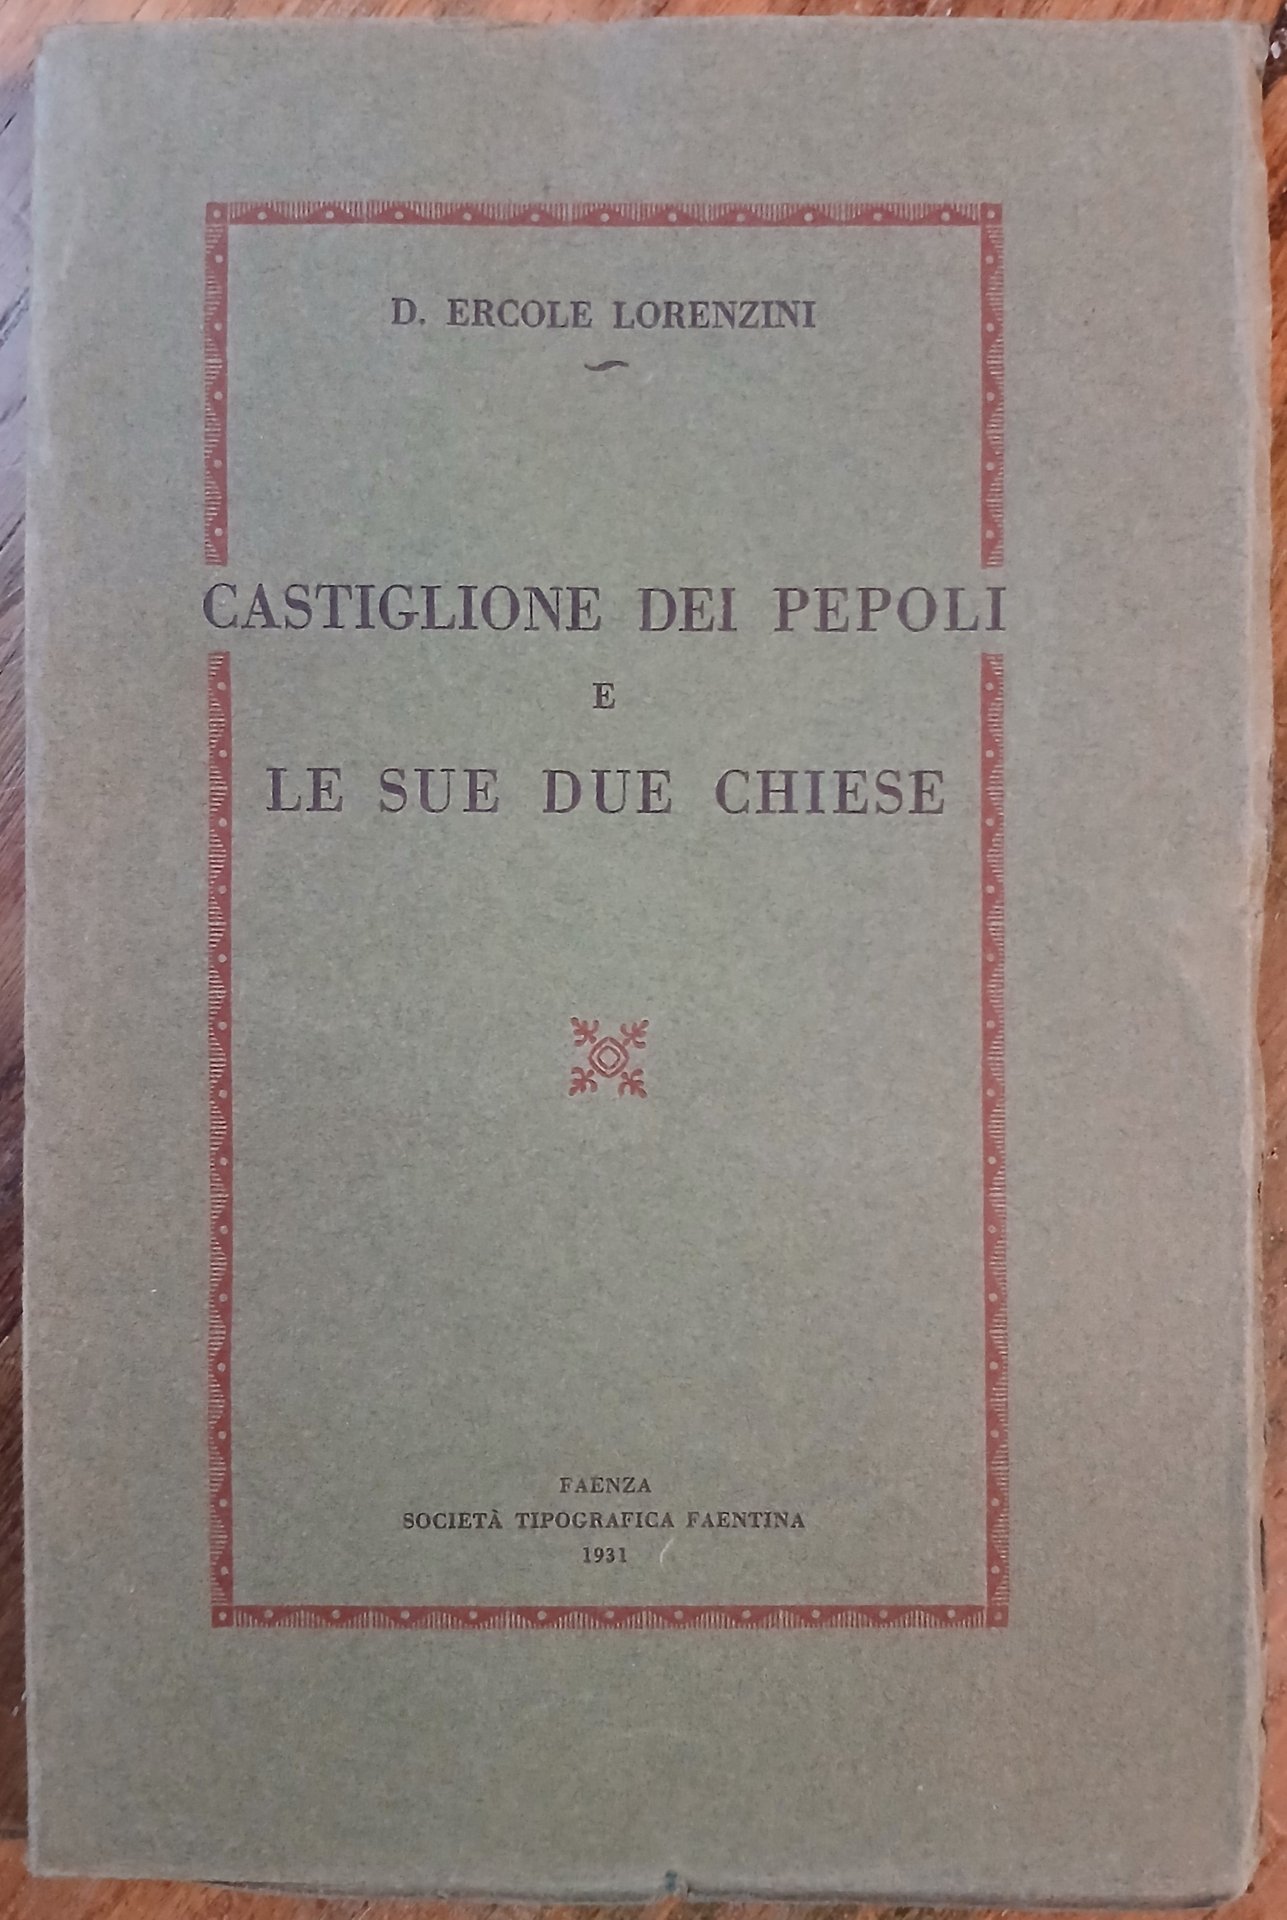 D. ERCOLE LORENZINI
CASTIGLIONE DEI PEPOLI
E
LE SUE DUE CHIESE
FAENZA
SOCIETÀ TIPOGRAFICA FAENTINA
1931